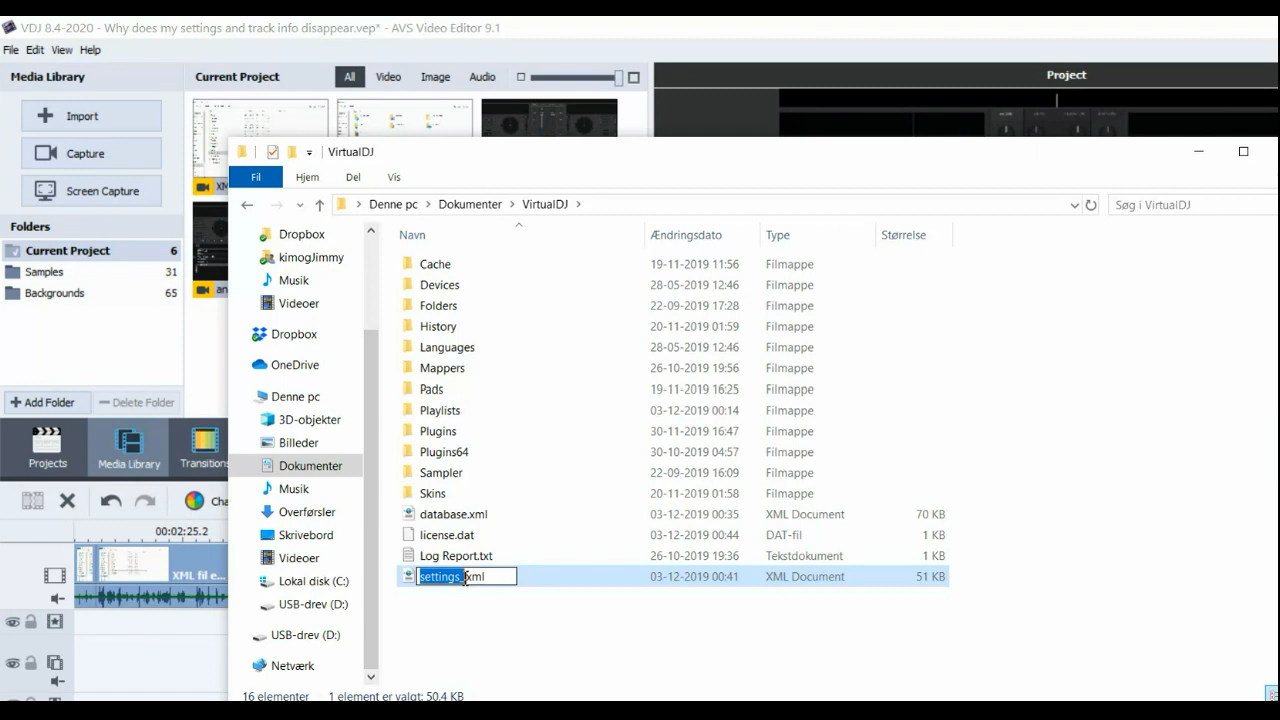 VDJ 8.4-2020 - Why does my settings and track info disappear.vep* - AVS Video Editor 9.1
File Edit View Help
Media Library
Current Project
All Video Image Audio
Project
Import
Capture
Screen Capture
Folders
Current Project 6
Samples 31
Backgrounds 65
Add Folder Delete Folder
Projects Media Library Transitions
00:02:25.2
VirtualDJ
Fil Hjem Del Vis
Denne pc Dokumenter VirtualDJ
Søg i VirtualDJ
Dropbox
kimogJimmy
Musik
Videoer
Dropbox
OneDrive
Denne pc
3D-objekter
Billeder
Dokumenter
Musik
Overførsler
Skrivebord
Videoer
Lokal disk (C:)
USB-drev (D:)
USB-drev (D:)
Netværk
Navn Ændringsdato Type Størrelse
Cache 19-11-2019 11:56 Filmappe
Devices 28-05-2019 12:46 Filmappe
Folders 22-09-2019 17:28 Filmappe
History 20-11-2019 01:59 Filmappe
Languages 28-05-2019 12:46 Filmappe
Mappers 26-10-2019 19:56 Filmappe
Pads 19-11-2019 16:25 Filmappe
Playlists 03-12-2019 00:14 Filmappe
Plugins 30-11-2019 16:47 Filmappe
Plugins64 30-10-2019 04:57 Filmappe
Sampler 22-09-2019 16:09 Filmappe
Skins 20-11-2019 01:58 Filmappe
database.xml 03-12-2019 00:35 XML Document 70 KB
license.dat 03-12-2019 00:44 DAT-fil 1 KB
Log Report.txt 26-10-2019 19:36 Tekstdokument 1 KB
03-12-2019 00:41 XML Document 51 KB
16 elementer 1 element er valgt: 50,4 KB